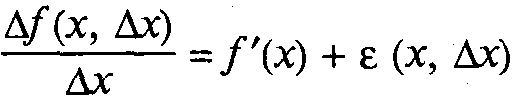 Δf(x, Δx) / Δx = f′(x) + ε (x, Δx)